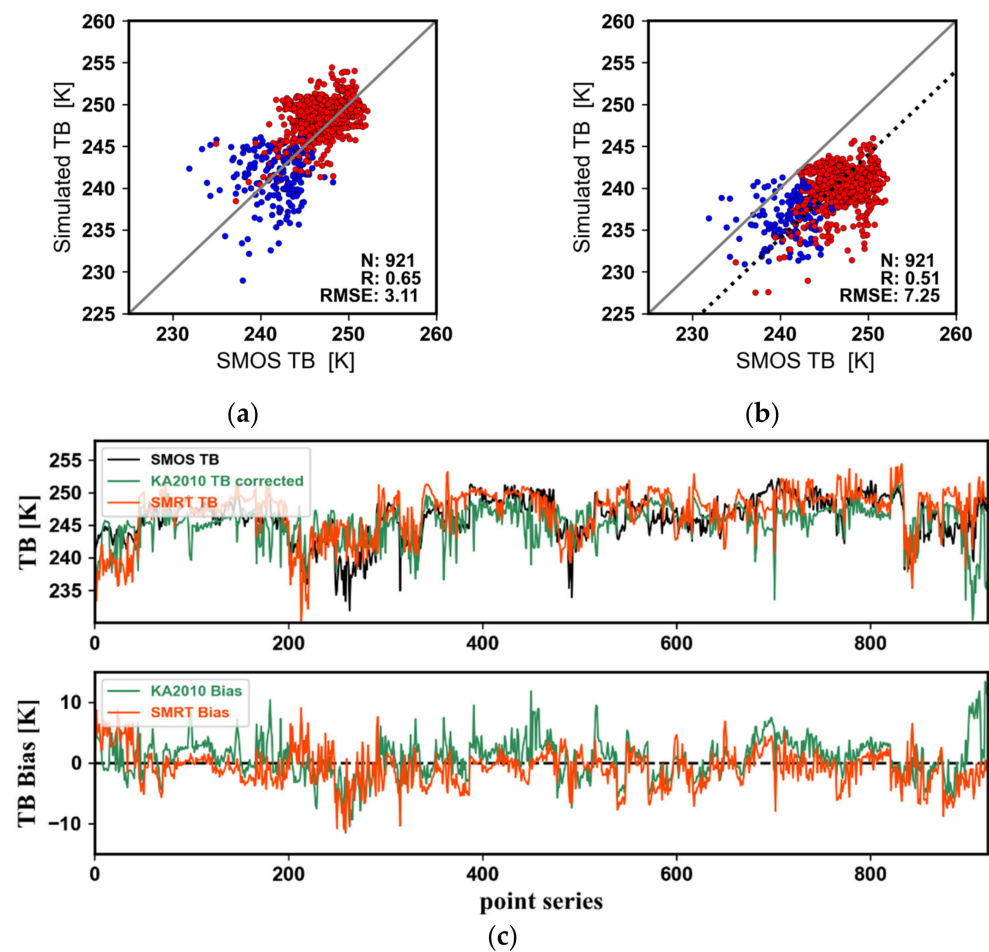 260
255
250
245
240
235
230
225
Simulated TB [K]
N: 921
R: 0.65
RMSE: 3.11
230 240 250 260
SMOS TB [K]
(a)
260
255
250
245
240
235
230
225
Simulated TB [K]
N: 921
R: 0.51
RMSE: 7.25
230 240 250 260
SMOS TB [K]
(b)
TB [K]
255
250
245
240
235
SMOS TB
KA2010 TB corrected
SMRT TB
0 200 400 600 800
TB Bias [K]
10
0
−10
KA2010 Bias
SMRT Bias
0 200 400 600 800
point series
(c)